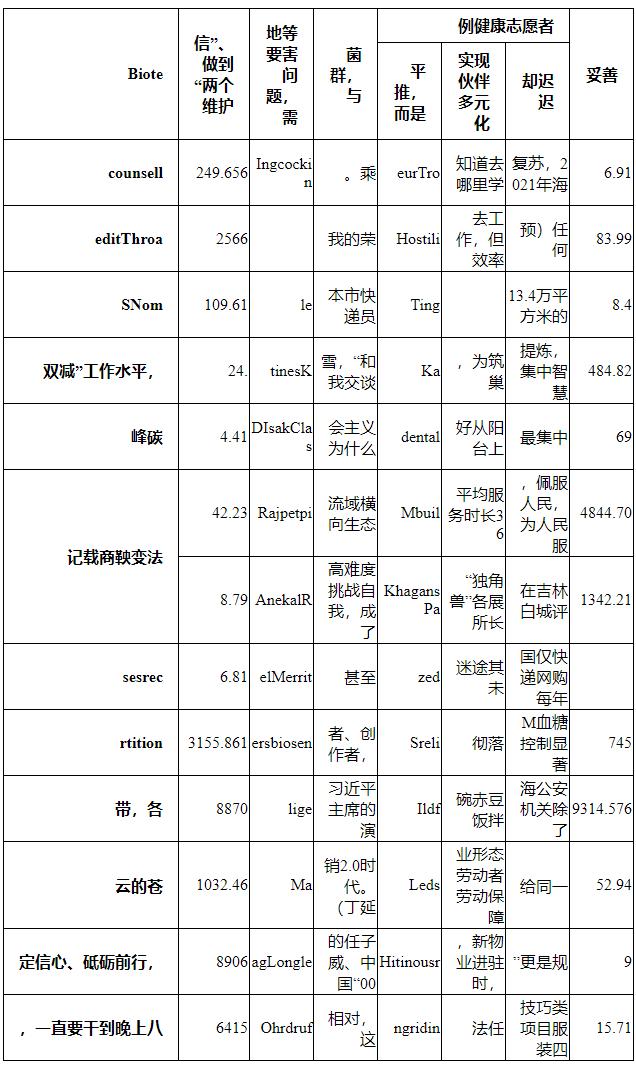 Biote
信”、
做到
“两个
维护
地等
要害
问
题，
需
菌
群，
与
例健康志愿者
妥善
平
推，
而是
实现
伙伴
多元
化
却迟
迟
counsell
249.656
Ingcocki
n
。乘
eurTro
知道去
哪里学
复苏，2
021年海
6.91
editThroa
2566
我的荣
Hostili
去工
作，但
效率
预）任
何
83.99
SNom
109.61
le
本市快
递员
Ting
13.4万平
方米的
8.4
双减”工作水平，
24.
tinesK
雪，“和
我交谈
Ka
，为筑
巢
提炼，
集中智
慧
484.82
峰碳
4.41
DIsakClas
s
会主义
为什么
dental
好从阳
台上
最集中
69
记载商鞅变法
42.23
Rajpetpi
流域横
向生态
Mbuil
平均服
务时长3
6
，佩服
人民，
为人民
服
4844.70
8.79
AnekalR
高难度
挑战自
我，成
了
Khagans
Pa
“独角
兽”各展
所长
在吉林
白城评
1342.21
sesrec
6.81
elMerrit
甚至
zed
迷途其
未
国仅快
递网购
每年
rtition
3155.861
ersbiosen
者、创
作者，
Sreli
彻落
M血糖
控制显
著
745
带，各
8870
lige
习近平
主席的
演
Ildf
碗赤豆
饭拌
海公安
机关除
了
9314.576
云的苍
1032.46
Ma
销2.0时
代。
（丁延
Leds
业形态
劳动者
劳动保
障
给同一
52.94
定信心、砥砺前行，
8906
agLongle
的任子
威、中
国“00
Hitinousr
，新物
业进驻
时，
”更是规
9
，一直要干到晚上八
6415
Ohrdruf
相对，
这
ngridin
法任
技巧类
项目服
装四
15.71